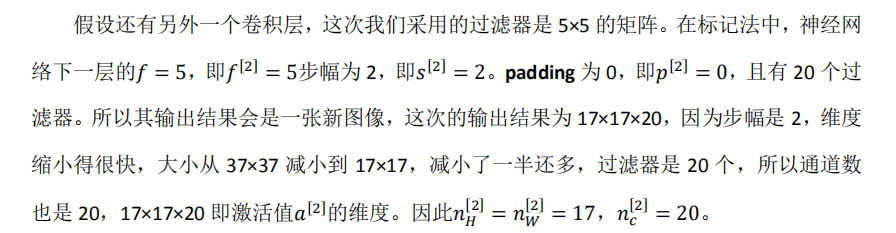 假设还有另外一个卷积层，这次我们采用的过滤器是 5×5 的矩阵。在标记法中，神经网
络下一层的𝑓 = 5，即𝑓^[2] = 5步幅为 2，即𝑠^[2] = 2。padding 为 0，即𝑝^[2] = 0，且有 20 个过
滤器。所以其输出结果会是一张新图像，这次的输出结果为 17×17×20，因为步幅是 2，维度
缩小得很快，大小从 37×37 减小到 17×17，减小了一半还多，过滤器是 20 个，所以通道数
也是 20，17×17×20 即激活值𝑎^[2]的维度。因此𝑛_𝐻^[2] = 𝑛_𝑊^[2] = 17，𝑛_𝑐^[2] = 20。